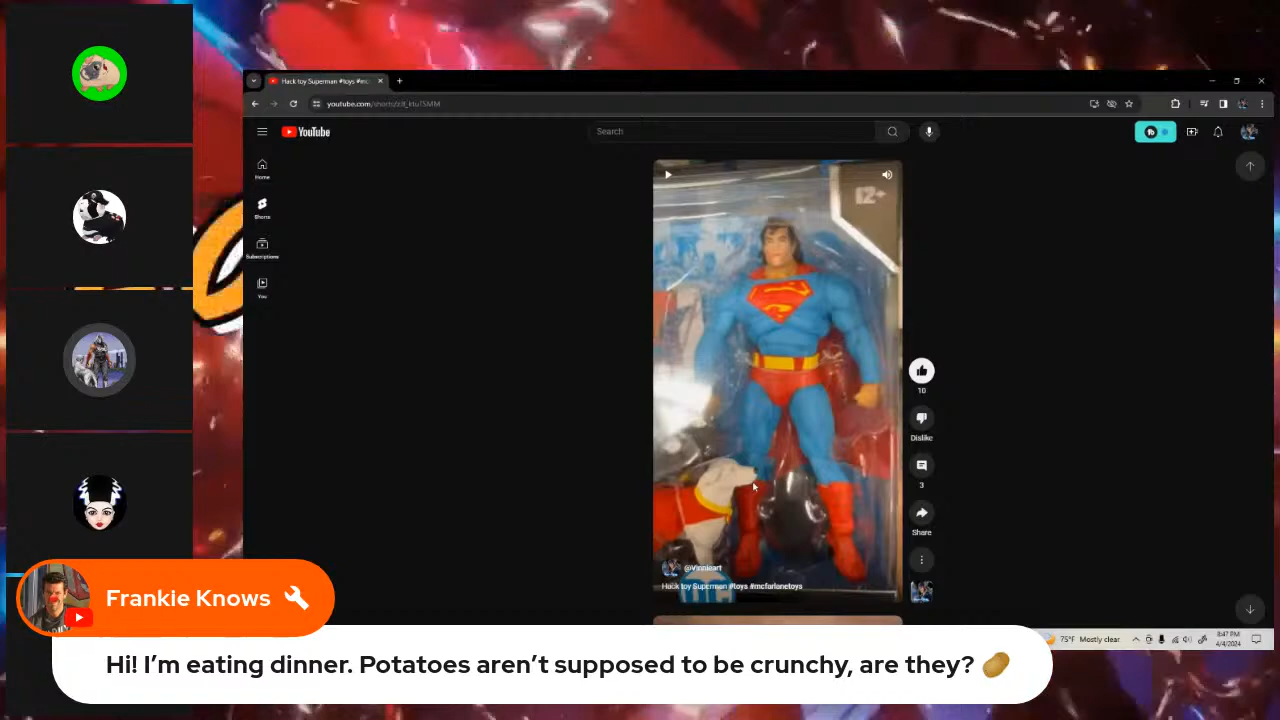 Hack toy Superman #toys #mc
youtube.com/shorts/
YouTube
Search
Home
Shorts
Subscriptions
You
12+
10
Dislike
3
Share
@Vinnieart
Hack toy Superman #toys #mcfarlanetoys
DC
75°F Mostly clear
8:47 PM
4/4/2024
Frankie Knows
Hi! I’m eating dinner. Potatoes aren’t supposed to be crunchy, are they? 🥔